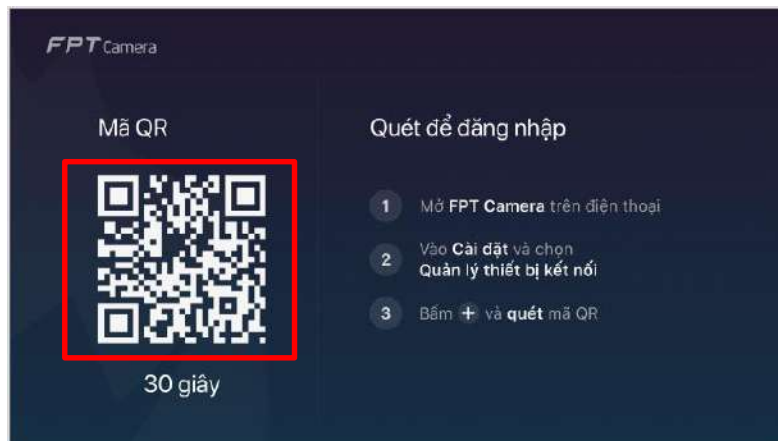 FPT Camera
Mã QR
30 giây
Quét để đăng nhập
1 Mở FPT Camera trên điện thoại
2 Vào Cài đặt và chọn
Quản lý thiết bị kết nối
3 Bấm + và quét mã QR